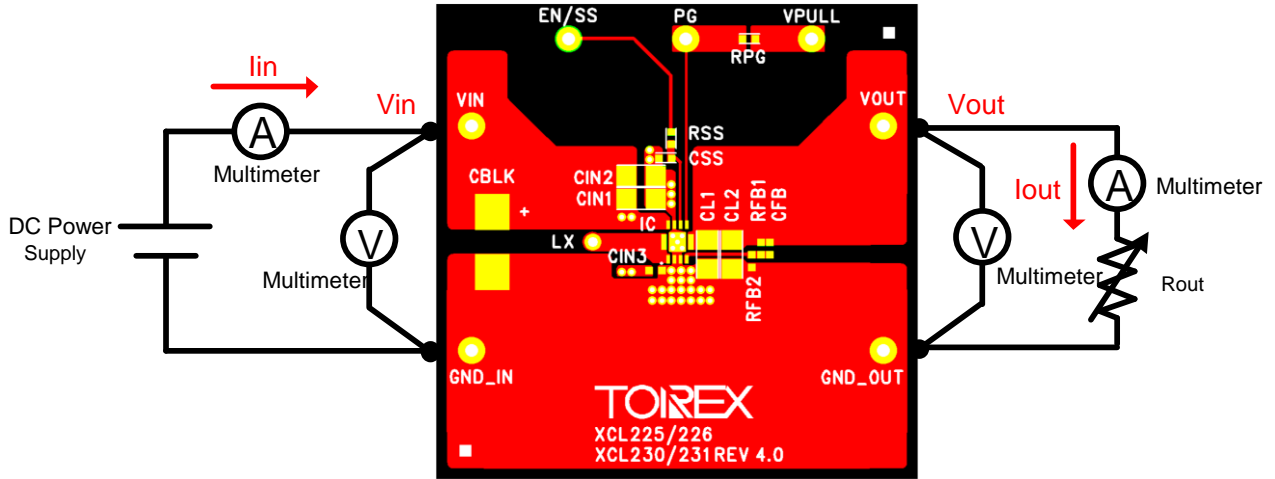 EN/SS
PG
VPULL
RPG
Iin
Vin
A
Multimeter
VIN
VOUT
Vout
RSS
CSS
CIN2
CIN1
CBLK
+
CL1
CL2
RFB1
CFB
IC
LX
CIN3
RFB2
DC Power
Supply
V
Multimeter
Iout
A
Multimeter
V
Multimeter
Rout
GND_IN
GND_OUT
TOREX
XCL225/226
XCL230/231 REV 4.0